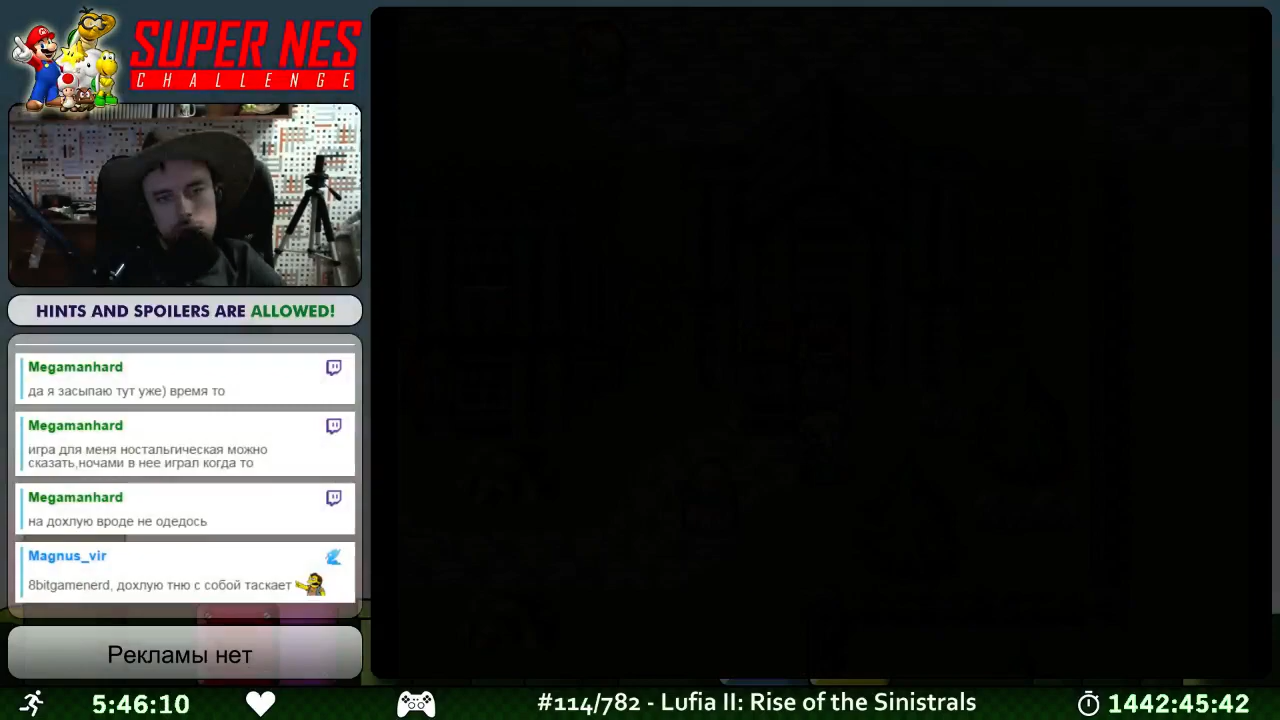 SUPER NES
CHALLENGE
HINTS AND SPOILERS ARE ALLOWED!
Megamanhard
да я засыпаю тут уже) время то
Megamanhard
игра для меня ностальгическая можно
сказать,ночами в нее играл когда то
Megamanhard
на дохлую вроде не одедось
Magnus_vir
8bitgamenerd, дохлую тню с собой таскает
Рекламы нет
5:46:10
#114/782 - Lufia II: Rise of the Sinistrals
1442:45:42